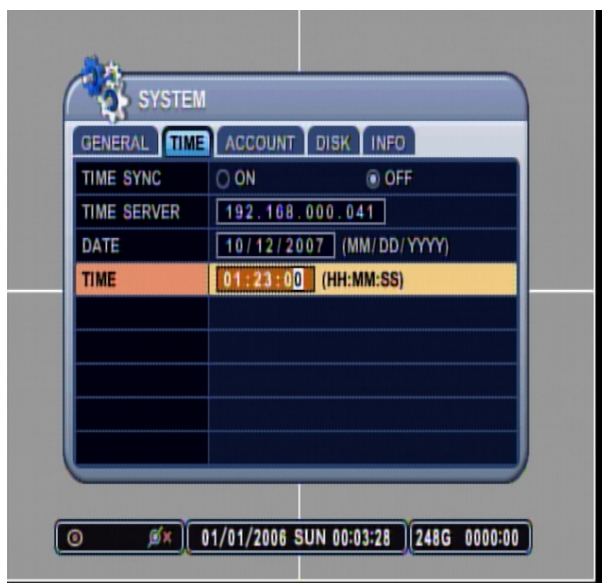 SYSTEM
GENERAL TIME ACCOUNT DISK INFO
TIME SYNC ON OFF
TIME SERVER 192.168.000.041
DATE 10/12/2007 (MM/DD/YYYY)
TIME 01:23:00 (HH:MM:SS)
01/01/2006 SUN 00:03:28 248G 0000:00